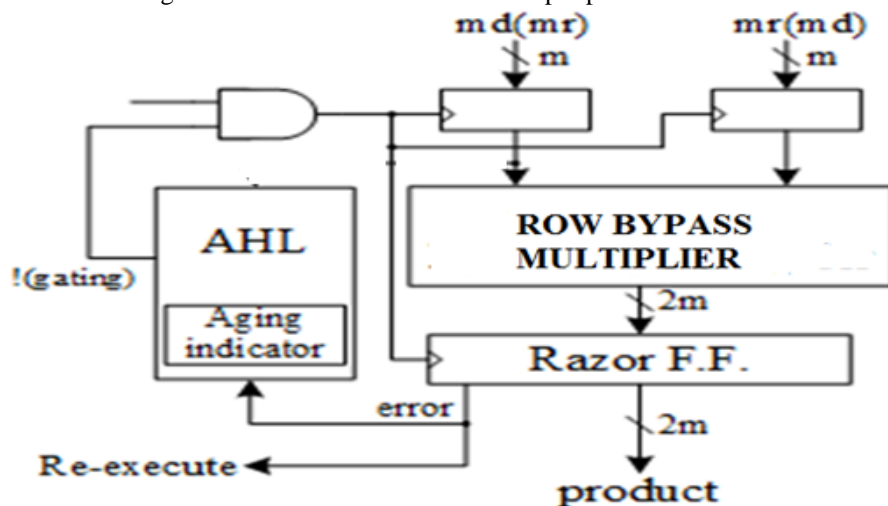 md(mr)
mr(md)
m
m
AHL
ROW BYPASS
MULTIPLIER
!(gating)
Aging
indicator
2m
Razor F.F.
error
2m
Re-execute
product